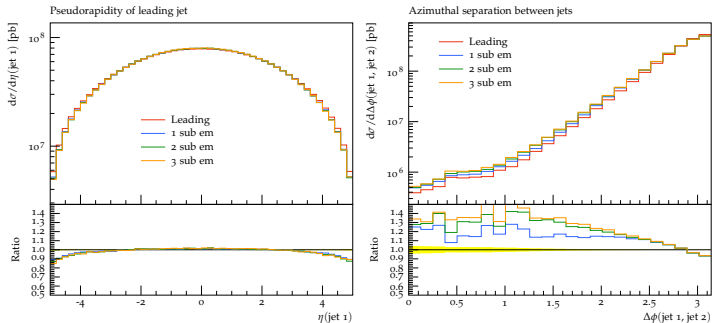 Pseudorapidity of leading jet
dσ/dη(jet 1) [pb]
10^8
10^7
Leading
1 sub em
2 sub em
3 sub em
Ratio
1.4
1.3
1.2
1.1
1.0
0.9
0.8
0.7
0.6
0.5
-4 -2 0 2 4
η(jet 1)
Azimuthal separation between jets
dσ/dΔϕ(jet 1, jet 2) [pb]
10^8
10^7
10^6
Leading
1 sub em
2 sub em
3 sub em
Ratio
1.4
1.3
1.2
1.1
1.0
0.9
0.8
0.7
0.6
0.5
0 0.5 1 1.5 2 2.5 3
Δϕ(jet 1, jet 2)